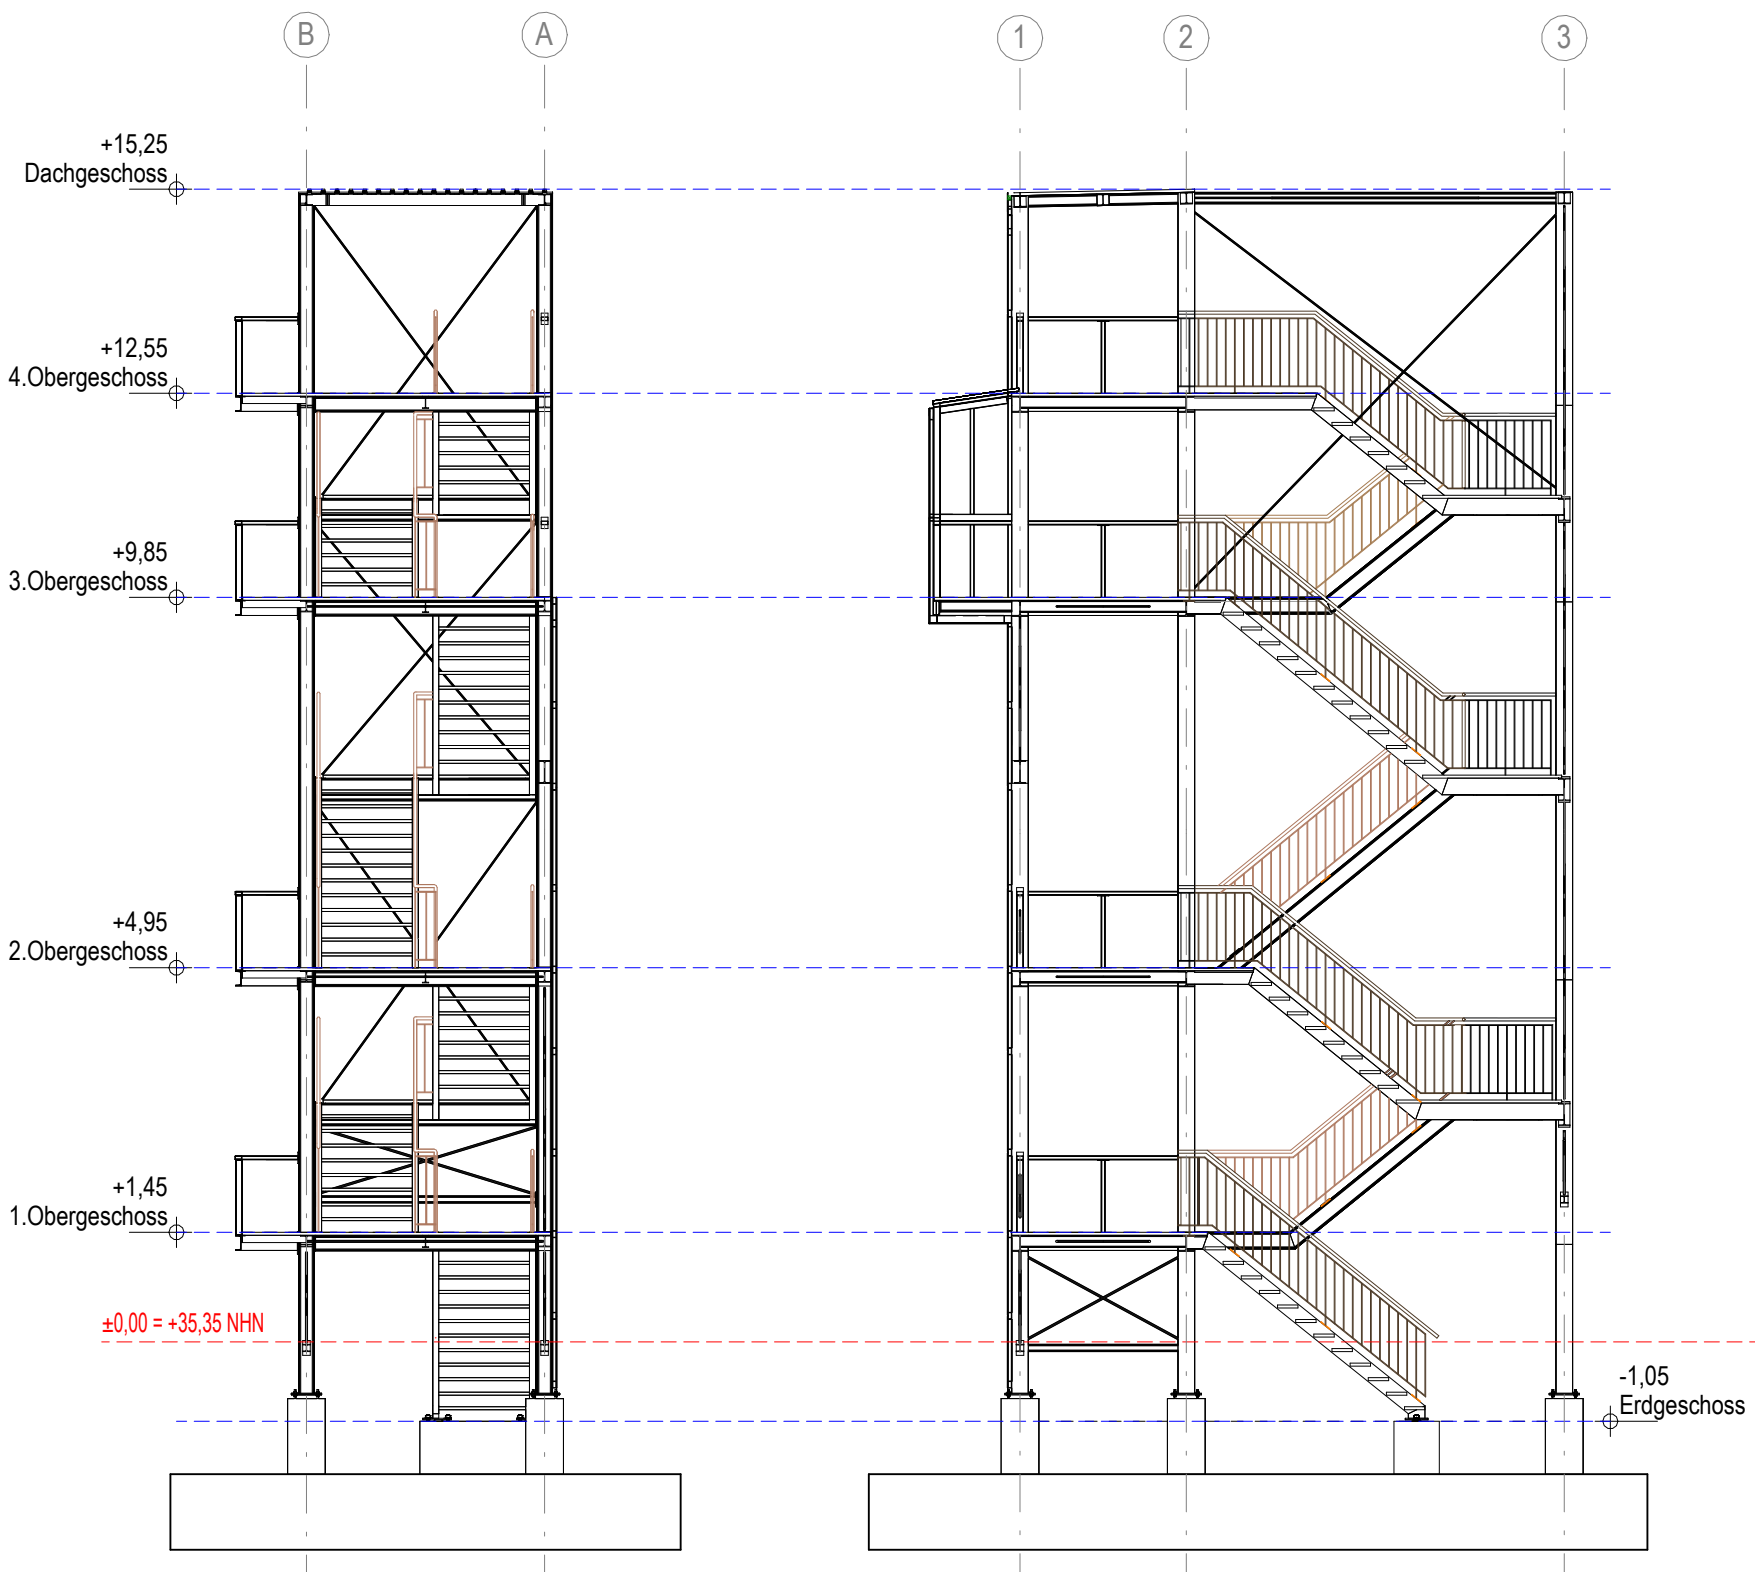 B
A
1
2
3
+15,25
Dachgeschoss
+12,55
4.Obergeschoss
+9,85
3.Obergeschoss
+4,95
2.Obergeschoss
+1,45
1.Obergeschoss
±0,00 = +35,35 NHN
-1,05
Erdgeschoss